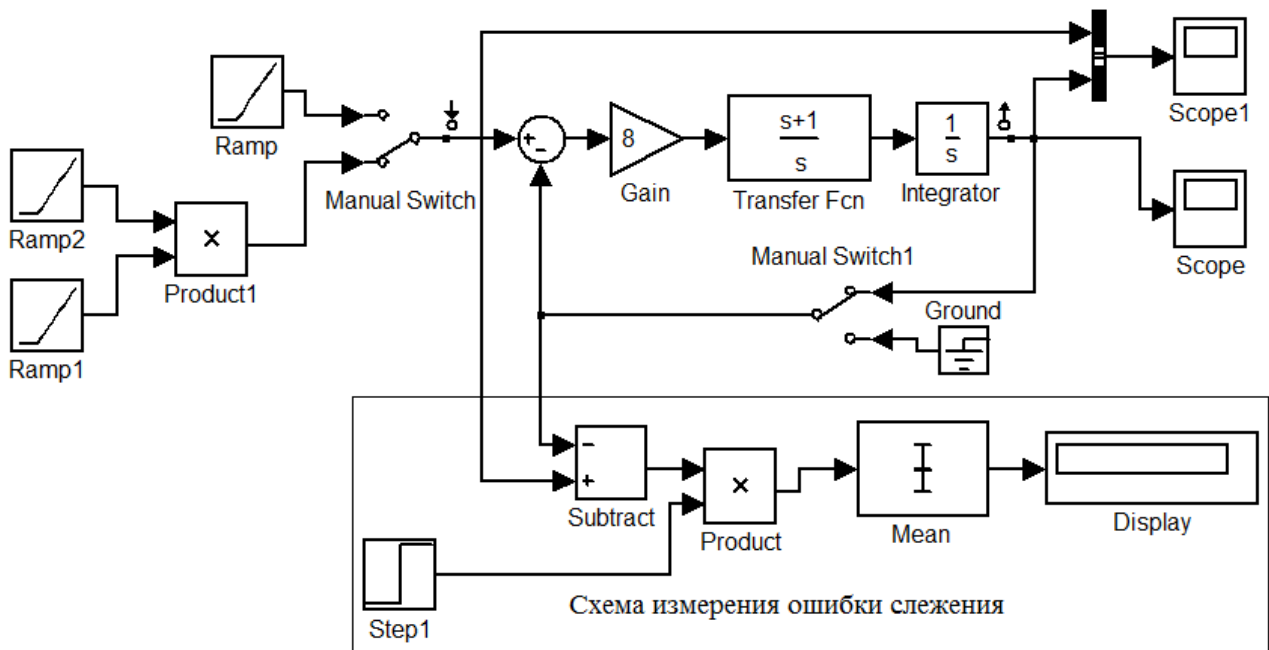 Ramp
Ramp2
Ramp1
×
Product1
Manual Switch
+
−
8
Gain
s+1
s
Transfer Fcn
1
s
Integrator
Scope1
Scope
Manual Switch1
Ground
−
+
Subtract
×
Product
Mean
Display
Step1
Схема измерения ошибки слежения